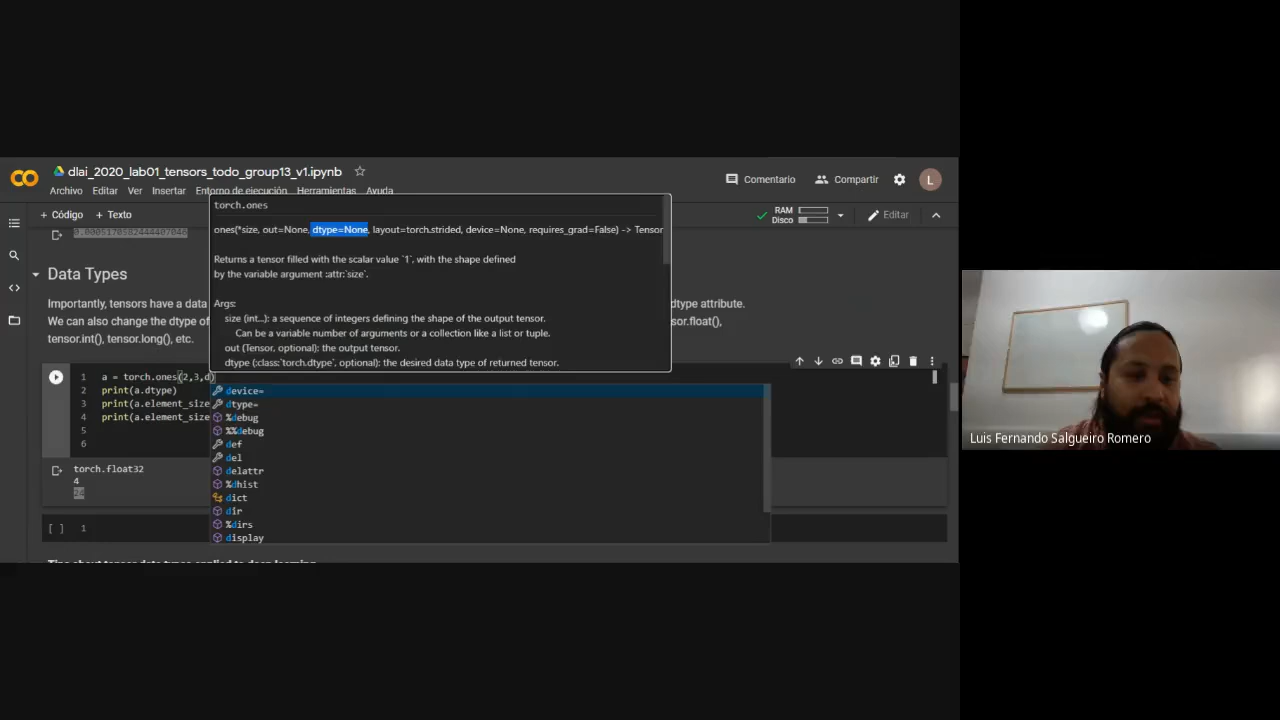 dlai_2020_lab01_tensors_todo_group13_v1.ipynb
Comentario
Compartir
L
Archivo Editar Ver Insertar Entorno de ejecución Herramientas Ayuda
+ Código + Texto
RAM
Disco
Editar
torch.ones
ones(*size, out=None, dtype=None, layout=torch.strided, device=None, requires_grad=False) -> Tensor
Returns a tensor filled with the scalar value `1`, with the shape defined
by the variable argument :attr:`size`.
Args:
size (int...): a sequence of integers defining the shape of the output tensor.
Can be a variable number of arguments or a collection like a list or tuple.
out (Tensor, optional): the output tensor.
dtype (:class:`torch.dtype`, optional): the desired data type of returned tensor.
Data Types
Importantly, tensors have a data
dtype attribute.
We can also change the dtype of
sor.float(),
tensor.int(), tensor.long(), etc.
1 a = torch.ones(2,3,d)
2 print(a.dtype)
3 print(a.element_size
4 print(a.element_size
5
6
device=
dtype=
%debug
%%debug
def
del
delattr
%dhist
dict
dir
%dirs
display
torch.float32
4
24
[ ] 1
Luis Fernando Salgueiro Romero